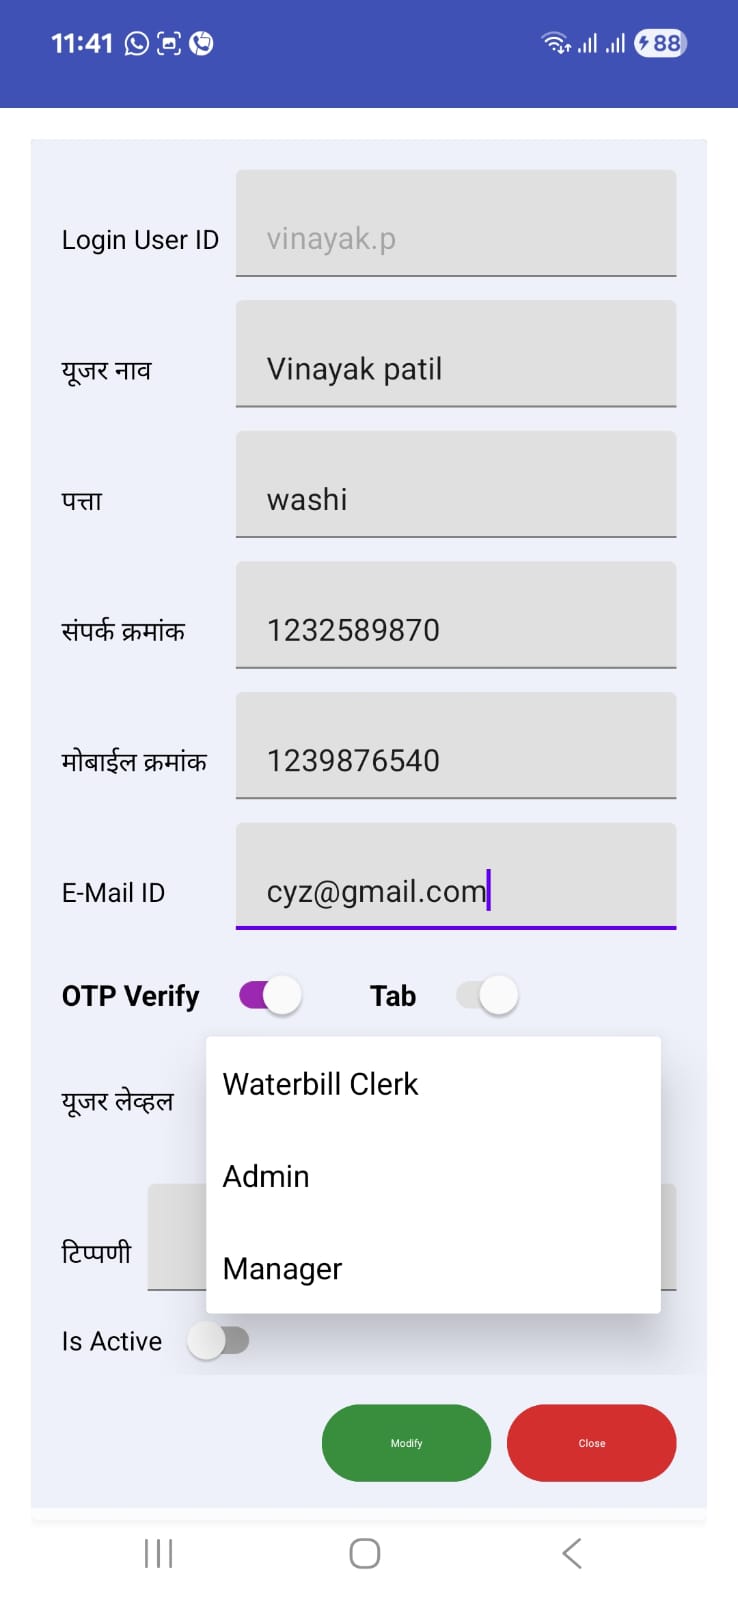 11:41 88
Login User ID vinayak.p
यूजर नाव Vinayak patil
पत्ता washi
संपर्क क्रमांक 1232589870
मोबाईल क्रमांक 1239876540
E-Mail ID cyz@gmail.com
OTP Verify Tab
Waterbill Clerk
यूजर लेव्हल
Admin
टिप्पणी
Manager
Is Active
Modify Close